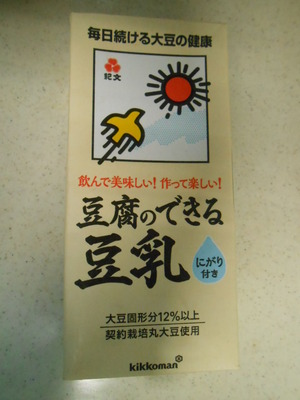 毎日続ける大豆の健康
紀文
飲んで美味しい!作って楽しい!
豆腐のできる
豆乳
にがり
付き
大豆固形分12%以上
契約栽培丸大豆使用
kikkoman